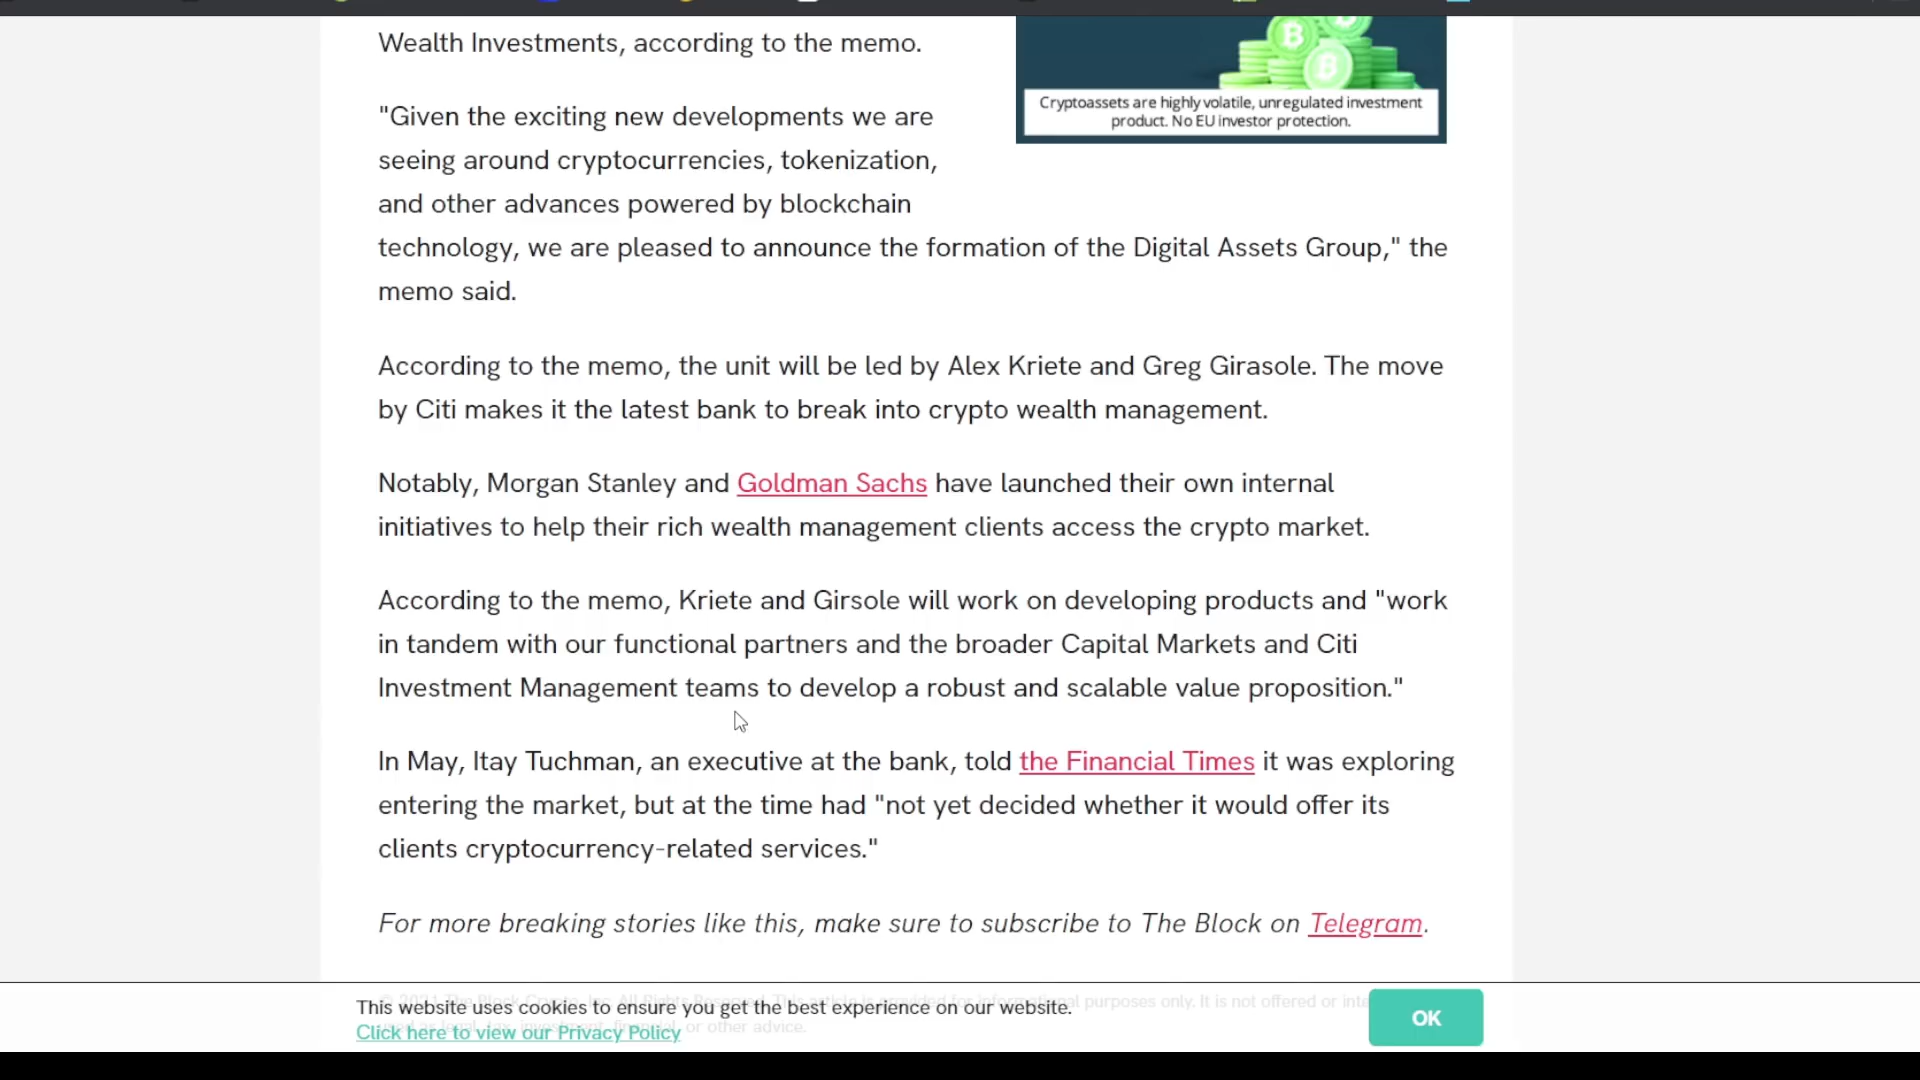 Wealth Investments, according to the memo.
Cryptoassets are highly volatile, unregulated investment
product. No EU investor protection.
"Given the exciting new developments we are
seeing around cryptocurrencies, tokenization,
and other advances powered by blockchain
technology, we are pleased to announce the formation of the Digital Assets Group," the
memo said.
According to the memo, the unit will be led by Alex Kriete and Greg Girasole. The move
by Citi makes it the latest bank to break into crypto wealth management.
Notably, Morgan Stanley and Goldman Sachs have launched their own internal
initiatives to help their rich wealth management clients access the crypto market.
According to the memo, Kriete and Girsole will work on developing products and "work
in tandem with our functional partners and the broader Capital Markets and Citi
Investment Management teams to develop a robust and scalable value proposition."
In May, Itay Tuchman, an executive at the bank, told the Financial Times it was exploring
entering the market, but at the time had "not yet decided whether it would offer its
clients cryptocurrency-related services."
For more breaking stories like this, make sure to subscribe to The Block on Telegram.
This website uses cookies to ensure you get the best experience on our website.
Click here to view our Privacy Policy
purposes only. It is not offered or
or other advice.
OK